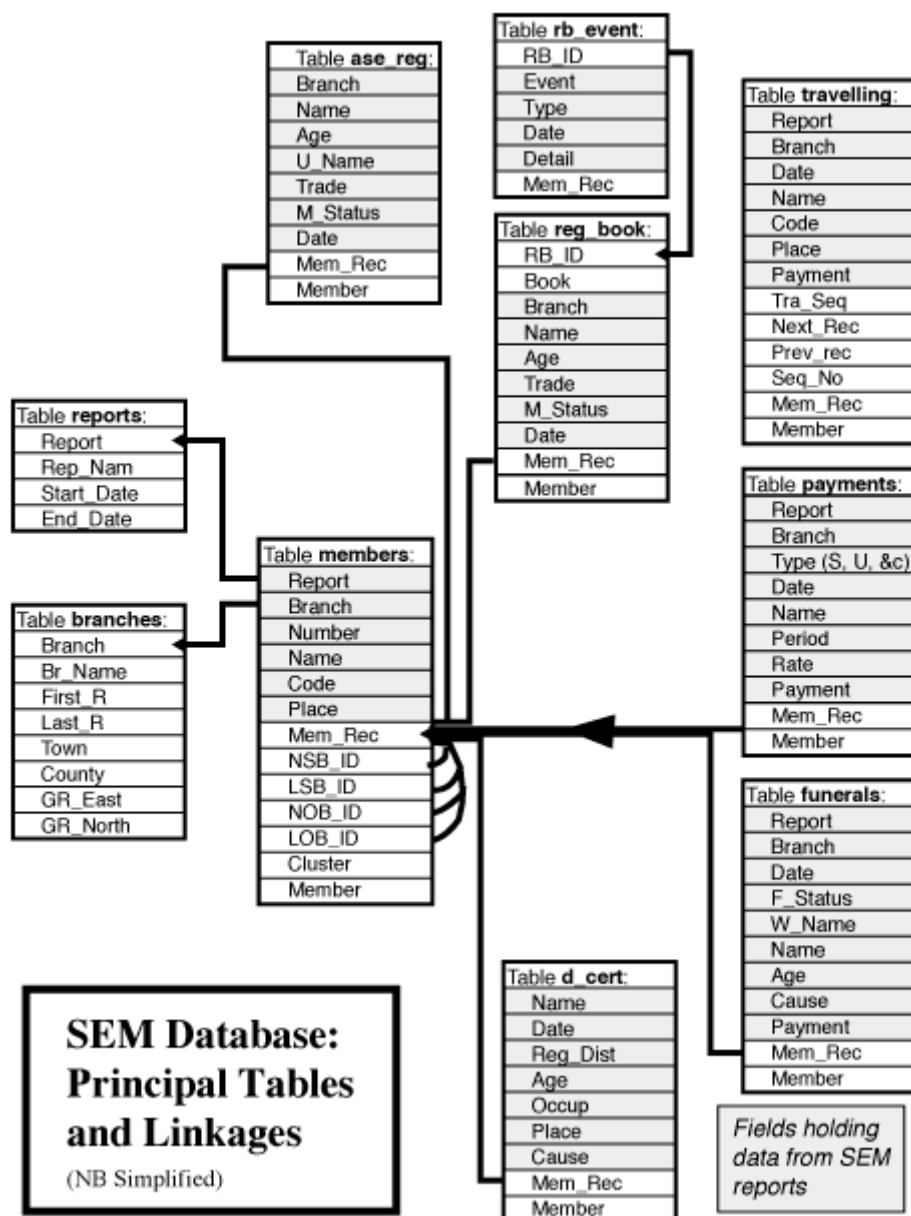 Table ase_reg:
Branch
Name
Age
U_Name
Trade
M_Status
Date
Mem_Rec
Member
Table rb_event:
RB_ID
Event
Type
Date
Detail
Mem_Rec
Table reg_book:
RB_ID
Book
Branch
Name
Age
Trade
M_Status
Date
Mem_Rec
Member
Table travelling:
Report
Branch
Date
Name
Code
Place
Payment
Tra_Seq
Next_Rec
Prev_rec
Seq_No
Mem_Rec
Member
Table reports:
Report
Rep_Nam
Start_Date
End_Date
Table branches:
Branch
Br_Name
First_R
Last_R
Town
County
GR_East
GR_North
Table members:
Report
Branch
Number
Name
Code
Place
Mem_Rec
NSB_ID
LSB_ID
NOB_ID
LOB_ID
Cluster
Member
Table payments:
Report
Branch
Type (S, U, &c)
Date
Name
Period
Rate
Payment
Mem_Rec
Member
Table funerals:
Report
Branch
Date
F_Status
W_Name
Name
Age
Cause
Payment
Mem_Rec
Member
Table d_cert:
Name
Date
Reg_Dist
Age
Occup
Place
Cause
Mem_Rec
Member
SEM Database:
Principal Tables
and Linkages
(NB Simplified)
Fields holding
data from SEM
reports